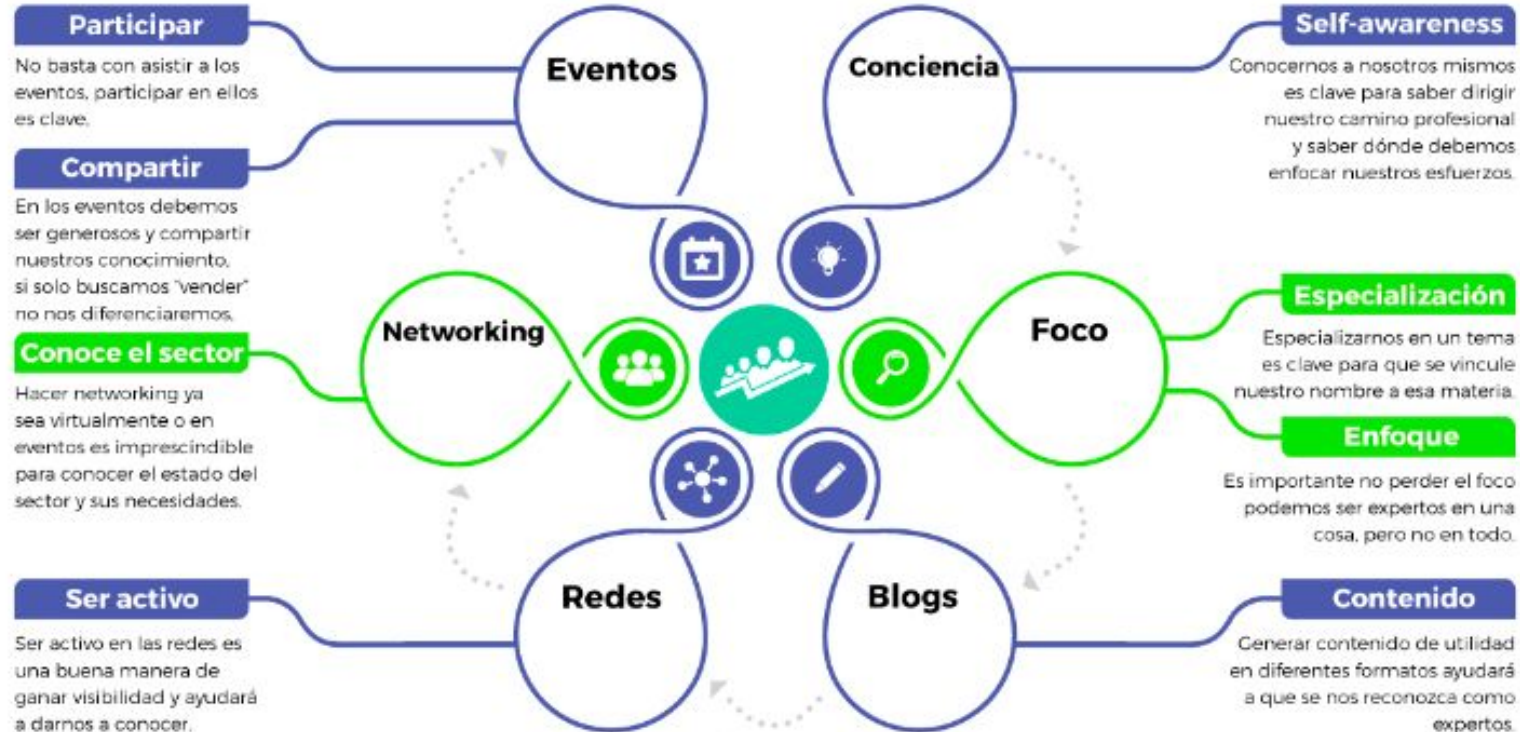 Participar
No basta con asistir a los
eventos, participar en ellos
es clave.
Compartir
En los eventos debemos
ser generosos y compartir
nuestros conocimiento,
si solo buscamos "vender"
no nos diferenciaremos.
Conoce el sector
Hacer networking ya
sea virtualmente o en
eventos es imprescindible
para conocer el estado del
sector y sus necesidades.
Ser activo
Ser activo en las redes es
una buena manera de
ganar visibilidad y ayudará
a darnos a conocer.
Eventos
Conciencia
Networking
Foco
Redes
Blogs
Self-awareness
Conocernos a nosotros mismos
es clave para saber dirigir
nuestro camino profesional
y saber dónde debemos
enfocar nuestros esfuerzos.
Especialización
Especializarnos en un tema
es clave para que se vincule
nuestro nombre a esa materia.
Enfoque
Es importante no perder el foco
podemos ser expertos en una
cosa, pero no en todo.
Contenido
Generar contenido de utilidad
en diferentes formatos ayudará
a que se nos reconozca como
expertos.